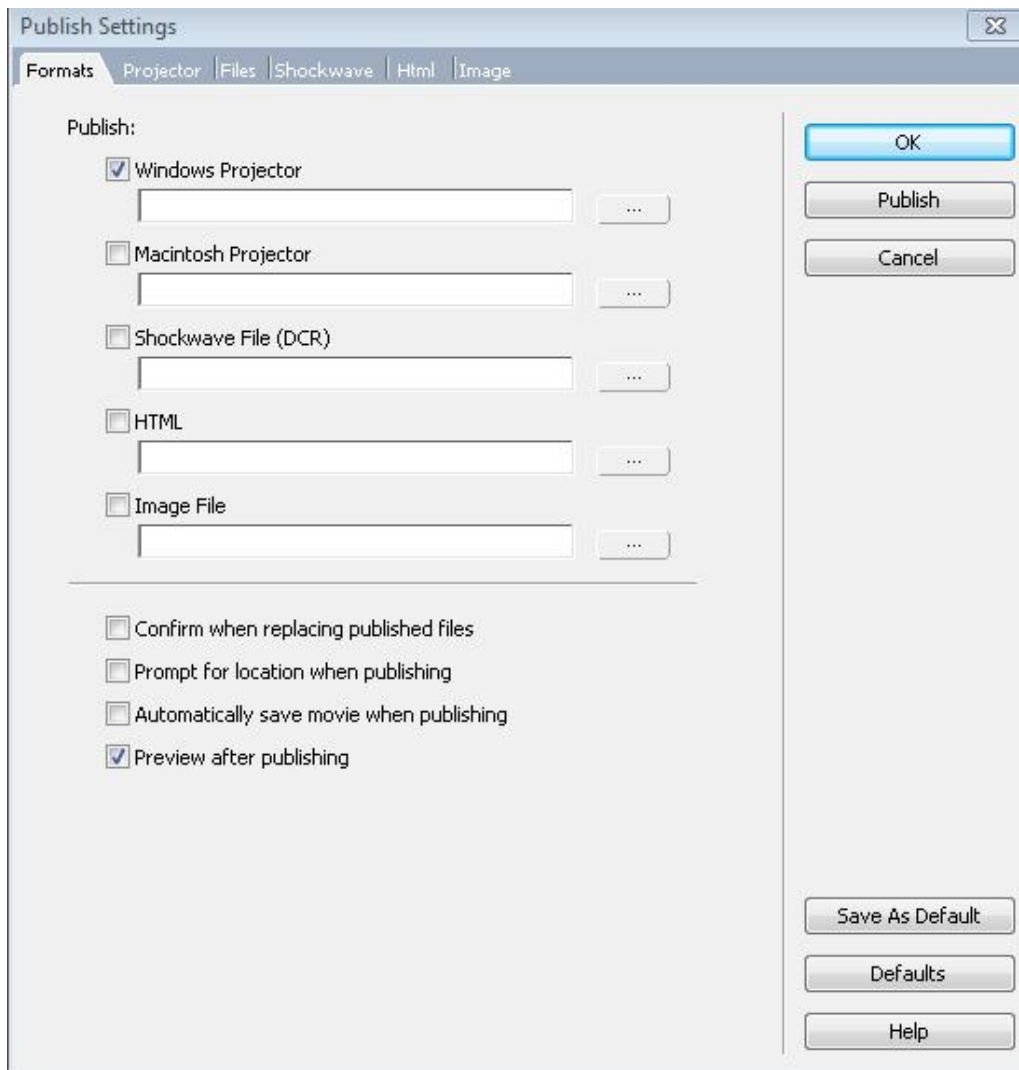 Publish Settings
Formats Projector Files Shockwave Html Image
Publish:
OK
Windows Projector
...
Publish
Macintosh Projector
Cancel
...
Shockwave File (DCR)
...
HTML
...
Image File
...
Confirm when replacing published files
Prompt for location when publishing
Automatically save movie when publishing
Preview after publishing
Save As Default
Defaults
Help